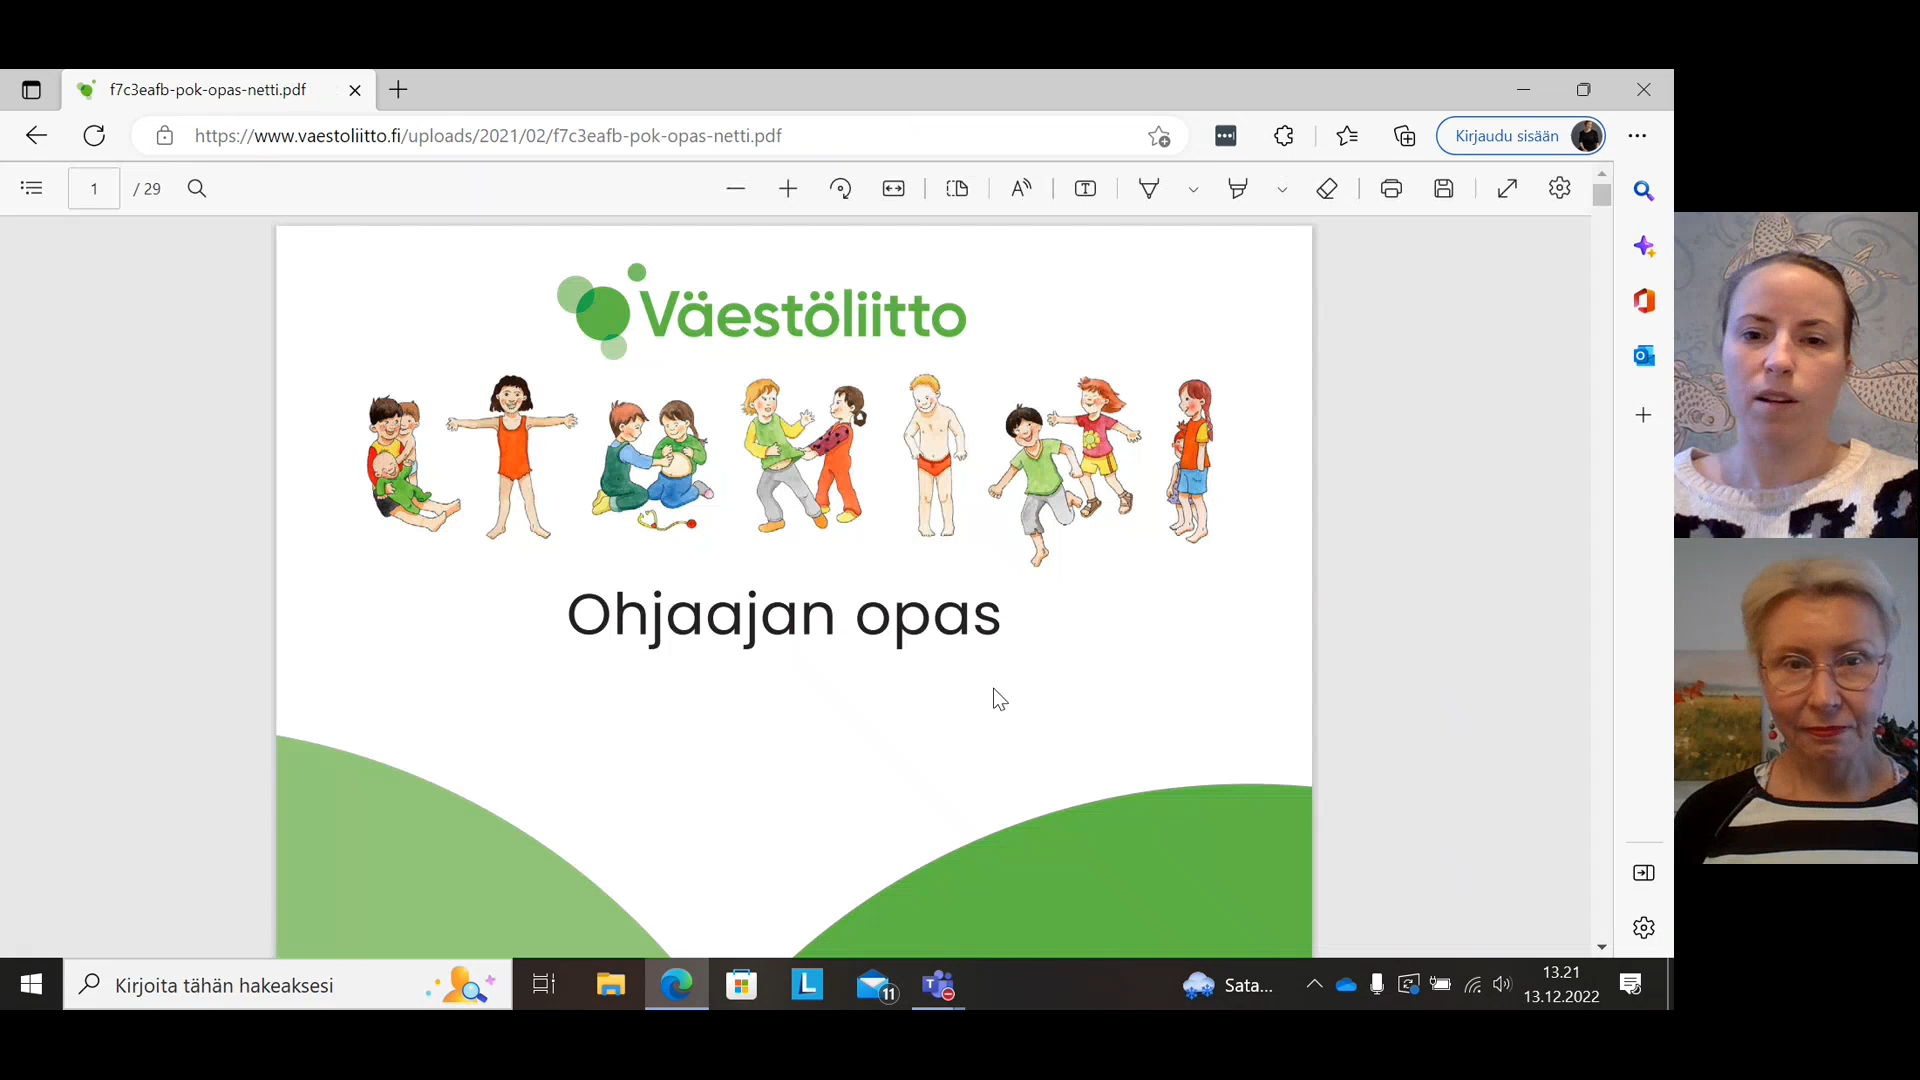 f7c3eafb-pok-opas-netti.pdf
https://www.vaestoliitto.fi/uploads/2021/02/f7c3eafb-pok-opas-netti.pdf
Kirjaudu sisään
1 / 29
Väestöliitto
Ohjaajan opas
Kirjoita tähän hakeaksesi
L
11
Sata...
13.21
13.12.2022